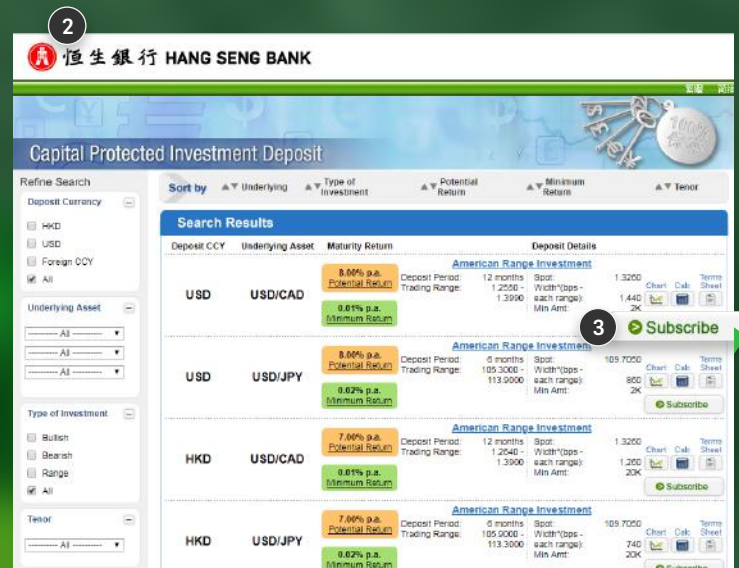 2
恒生銀行 HANG SENG BANK
繁體 简体
Capital Protected Investment Deposit
Refine Search
Deposit Currency
HKD
USD
Foreign CCY
All
Underlying Asset
All
All
All
Type of Investment
Bullish
Bearish
Range
All
Tenor
All
Sort by Underlying Type of Investment Potential Return Minimum Return Tenor
Search Results
Deposit CCY Underlying Asset Maturity Return Deposit Details
American Range Investment
USD USD/CAD
8.00% p.a.
Potential Return
0.01% p.a.
Minimum Return
Deposit Period: 12 months Spot: 1.3260
Trading Range: 1.2550 - 1.3990 Width*(bps - each range): 1,440
Min Amt: 2K
Chart Calc Terms Sheet
3 Subscribe
American Range Investment
USD USD/JPY
8.00% p.a.
Potential Return
0.02% p.a.
Minimum Return
Deposit Period: 6 months Spot: 109.7050
Trading Range: 105.3000 - 113.9000 Width*(bps - each range): 860
Min Amt: 2K
Chart Calc Terms Sheet
Subscribe
American Range Investment
HKD USD/CAD
7.00% p.a.
Potential Return
0.01% p.a.
Minimum Return
Deposit Period: 12 months Spot: 1.3260
Trading Range: 1.2640 - 1.3900 Width*(bps - each range): 1,260
Min Amt: 20K
Chart Calc Terms Sheet
Subscribe
American Range Investment
HKD USD/JPY
7.00% p.a.
Potential Return
0.02% p.a.
Minimum Return
Deposit Period: 6 months Spot: 109.7050
Trading Range: 105.9000 - 113.3000 Width*(bps - each range): 740
Min Amt: 20K
Chart Calc Terms Sheet
Subscribe